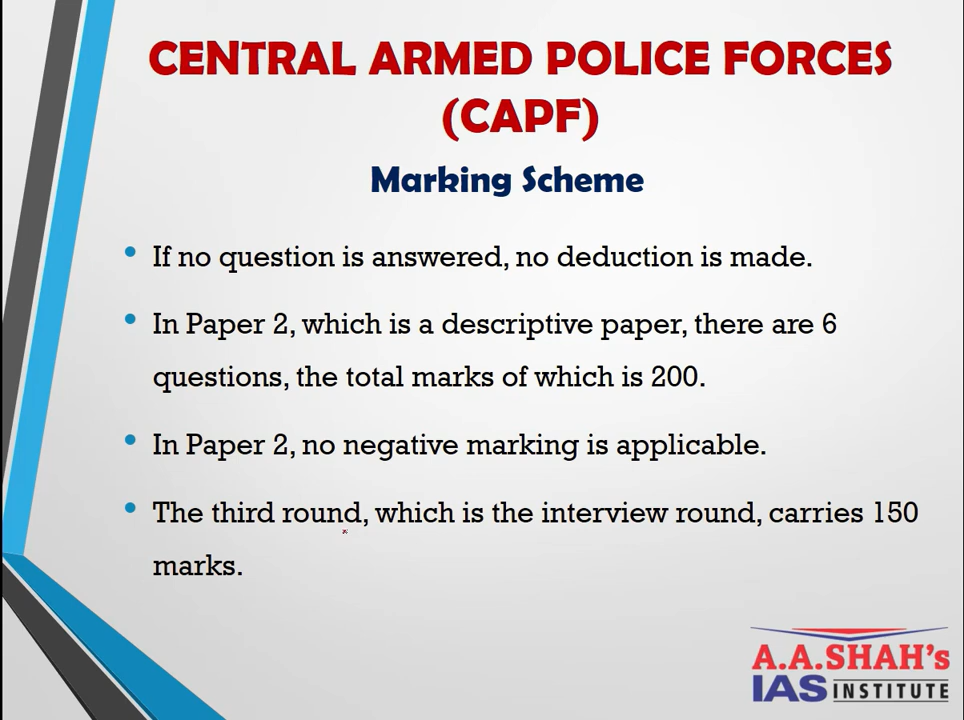 CENTRAL ARMED POLICE FORCES
(CAPF)
Marking Scheme
• If no question is answered, no deduction is made.
• In Paper 2, which is a descriptive paper, there are 6
questions, the total marks of which is 200.
• In Paper 2, no negative marking is applicable.
• The third round, which is the interview round, carries 150
marks.
A.A.SHAH's
IAS INSTITUTE